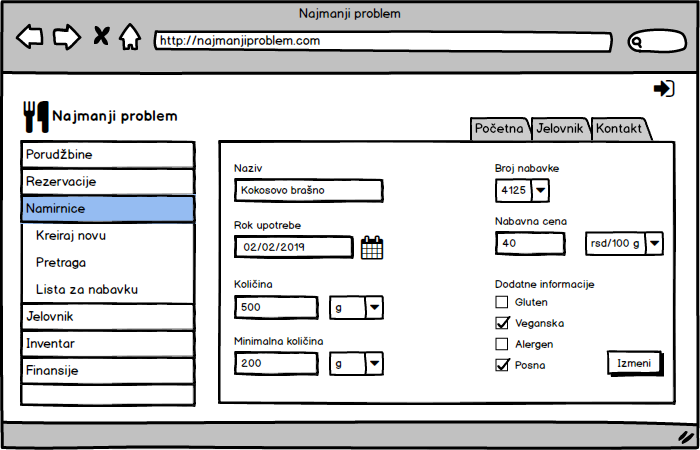 Najmanji problem
http://najmanjiproblem.com
Najmanji problem
Početna
Jelovnik
Kontakt
Porudžbine
Rezervacije
Namirnice
Kreiraj novu
Pretraga
Lista za nabavku
Jelovnik
Inventar
Finansije
Naziv
Kokosovo brašno
Rok upotrebe
02/02/2019
Količina
500 g
Minimalna količina
200 g
Broj nabavke
4125
Nabavna cena
40 rsd/100 g
Dodatne informacije
Gluten
Veganska
Alergen
Posna
Izmeni